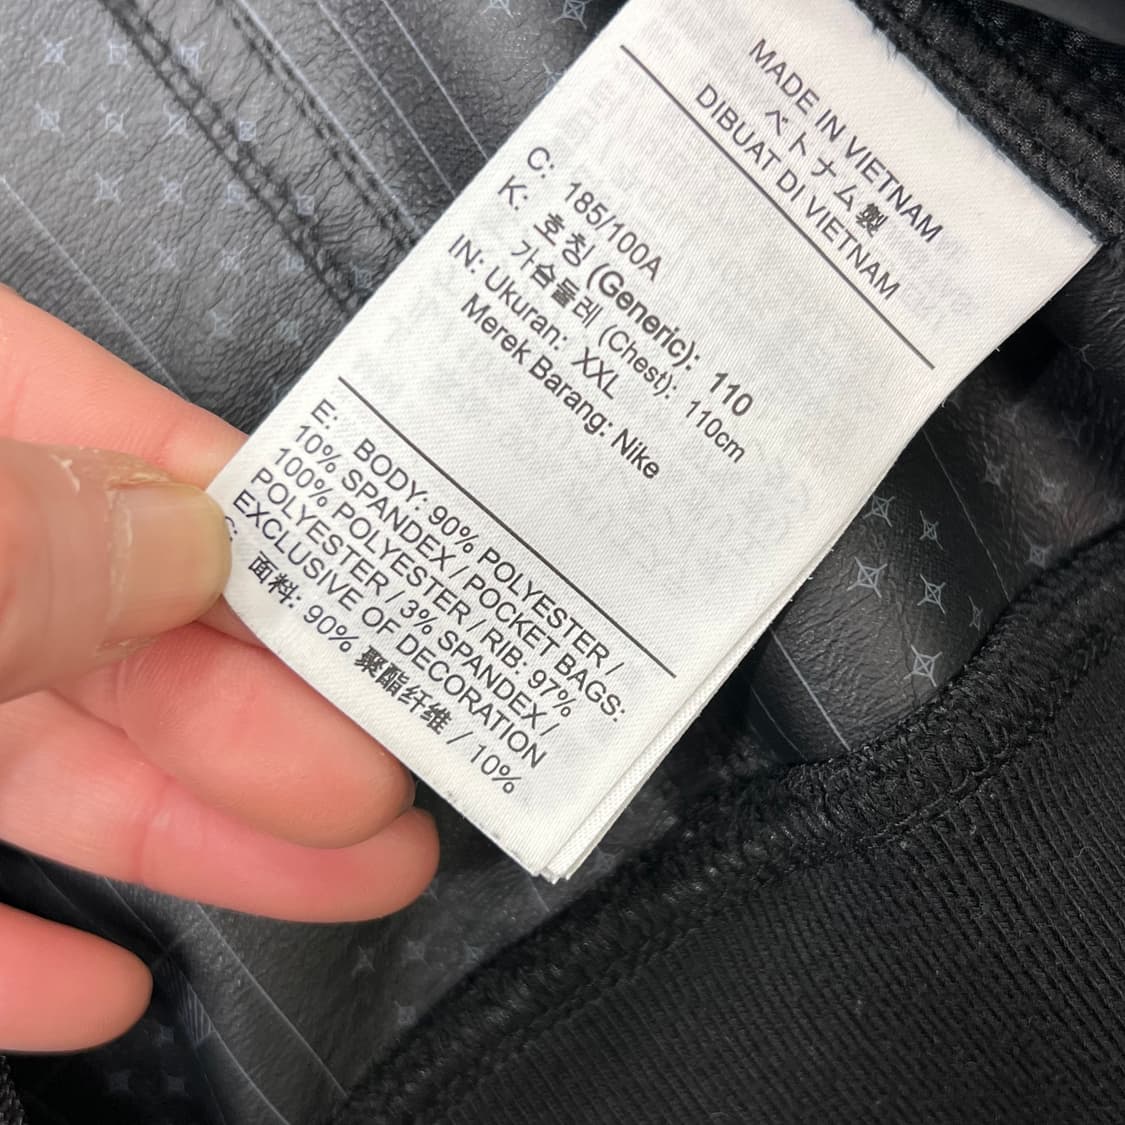 MADE IN VIETNAM
ベトナム製
DIBUAT DI VIETNAM
C: 185/100A
K: 호칭 (Generic): 110
가슴둘레 (Chest): 110cm
IN: Ukuran: XXL
Merek Barang: Nike
E: BODY: 90% POLYESTER /
10% SPANDEX / POCKET BAGS:
100% POLYESTER / RIB: 97%
POLYESTER / 3% SPANDEX /
EXCLUSIVE OF DECORATION
C: 面料: 90% 聚酯纤维 / 10%